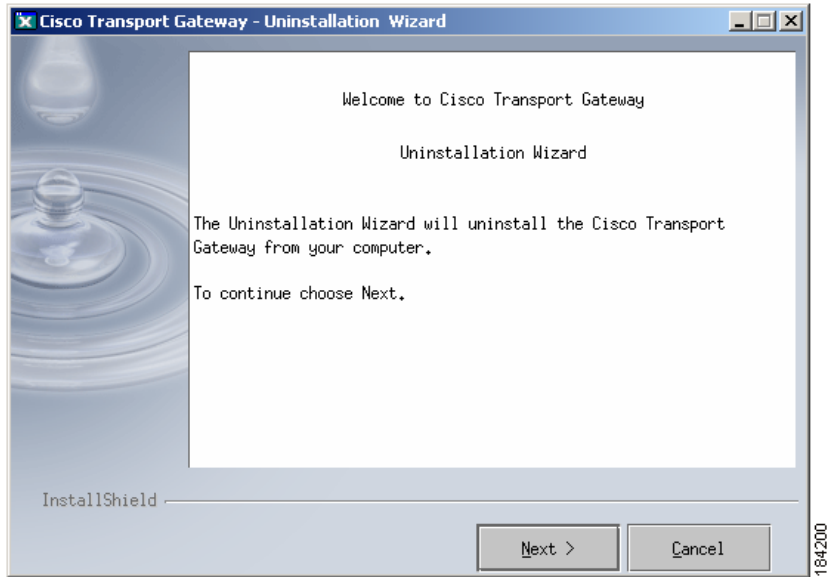 Cisco Transport Gateway - Uninstallation Wizard
Welcome to Cisco Transport Gateway
Uninstallation Wizard
The Uninstallation Wizard will uninstall the Cisco Transport
Gateway from your computer.
To continue choose Next.
InstallShield
Next >
Cancel
184200